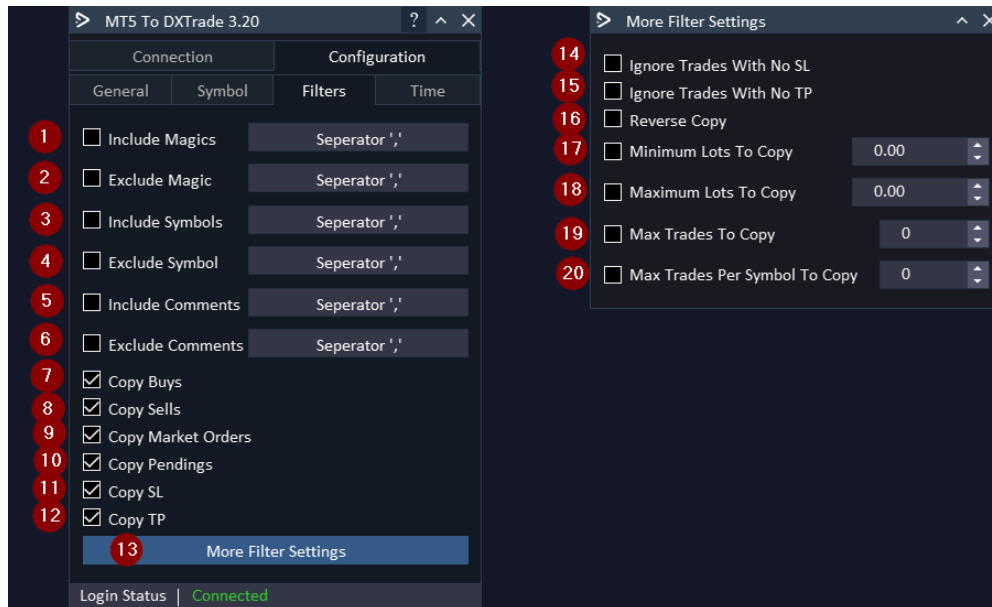 MT5 To DXTrade 3.20 ?
Connection Configuration
General Symbol Filters Time
1 Include Magics Seperator ','
2 Exclude Magic Seperator ','
3 Include Symbols Seperator ','
4 Exclude Symbol Seperator ','
5 Include Comments Seperator ','
6 Exclude Comments Seperator ','
7 Copy Buys
8 Copy Sells
9 Copy Market Orders
10 Copy Pendings
11 Copy SL
12 Copy TP
13 More Filter Settings
Login Status | Connected
More Filter Settings
14 Ignore Trades With No SL
15 Ignore Trades With No TP
16 Reverse Copy
17 Minimum Lots To Copy 0.00
18 Maximum Lots To Copy 0.00
19 Max Trades To Copy 0
20 Max Trades Per Symbol To Copy 0